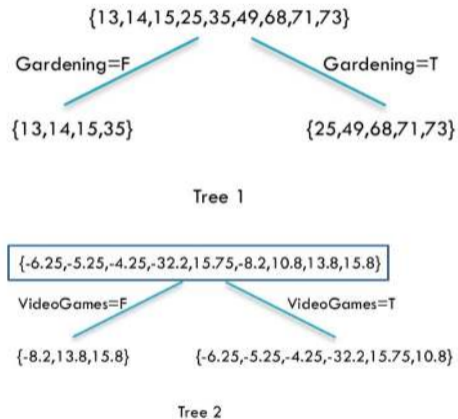 {13,14,15,25,35,49,68,71,73}
Gardening=F Gardening=T
{13,14,15,35} {25,49,68,71,73}
Tree 1
{-6.25,-5.25,-4.25,-32.2,15.75,-8.2,10.8,13.8,15.8}
VideoGames=F VideoGames=T
{-8.2,13.8,15.8} {-6.25,-5.25,-4.25,-32.2,15.75,10.8}
Tree 2